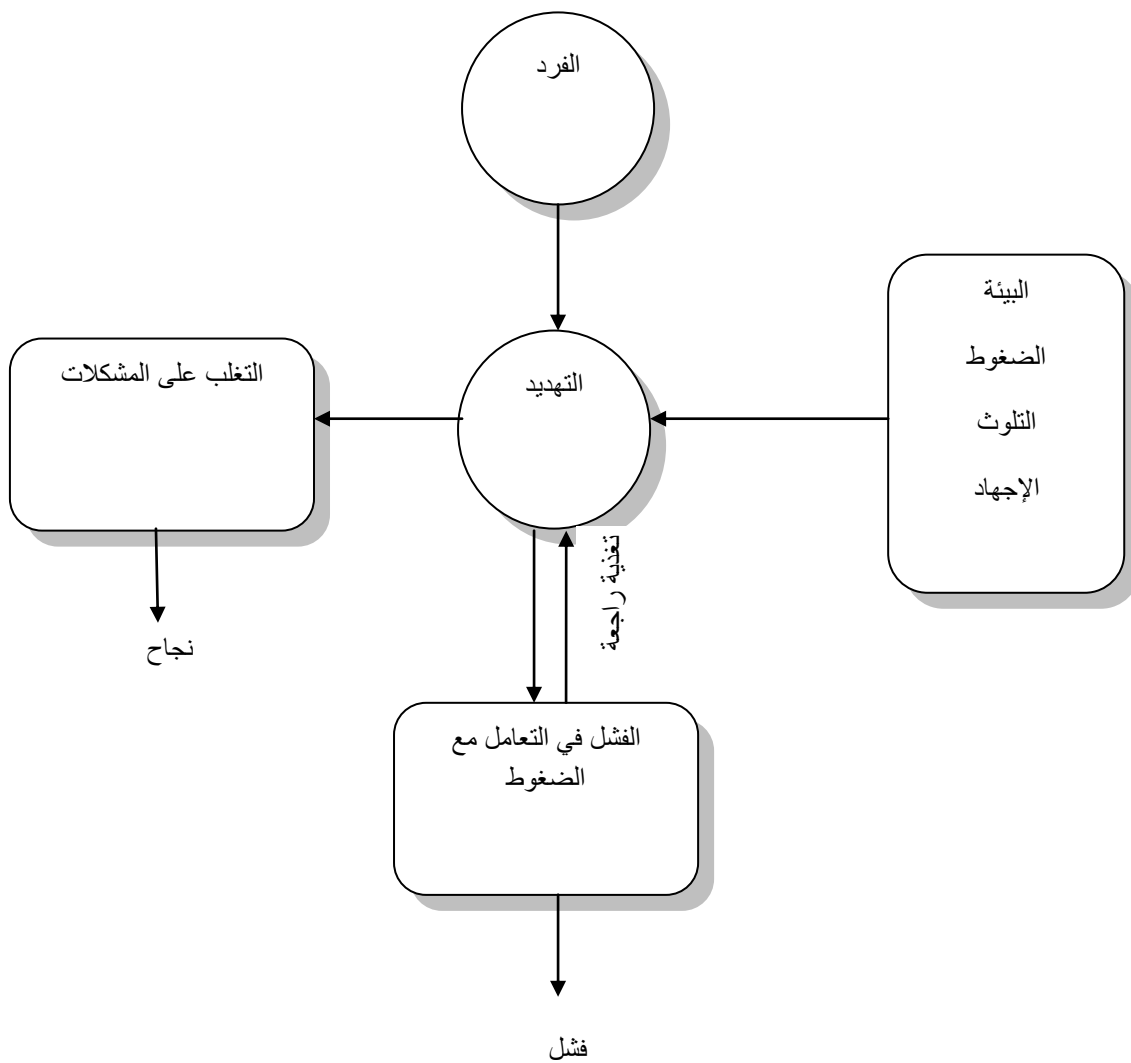 الفرد
البيئة
الضغوط
التلوث
الإجهاد
التهديد
التغلب على المشكلات
تغذية راجعة
نجاح
الفشل في التعامل مع
الضغوط
فشل